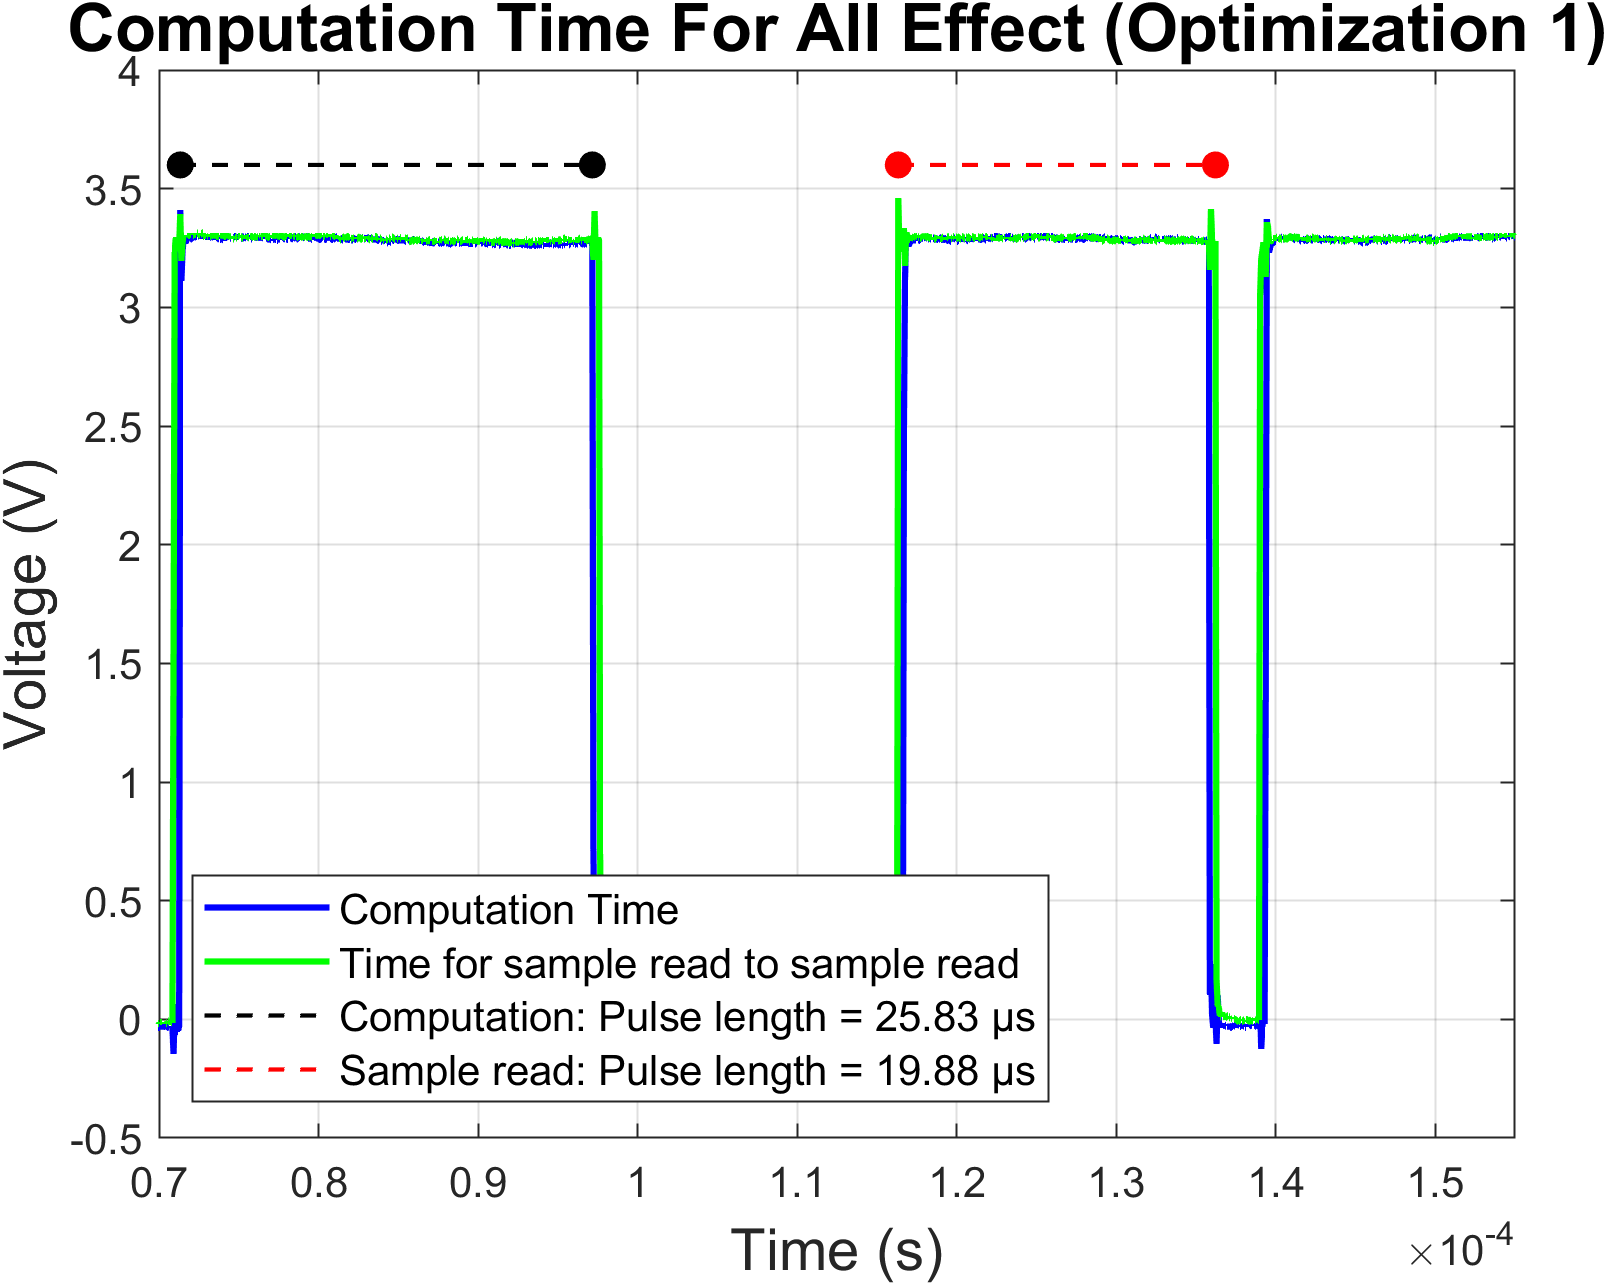 Computation Time For All Effect (Optimization 1)
4
3.5
3
2.5
2
1.5
1
0.5
0
-0.5
Voltage (V)
Computation Time
Time for sample read to sample read
Computation: Pulse length = 25.83 µs
Sample read: Pulse length = 19.88 µs
0.7 0.8 0.9 1 1.1 1.2 1.3 1.4 1.5
Time (s)
×10-4